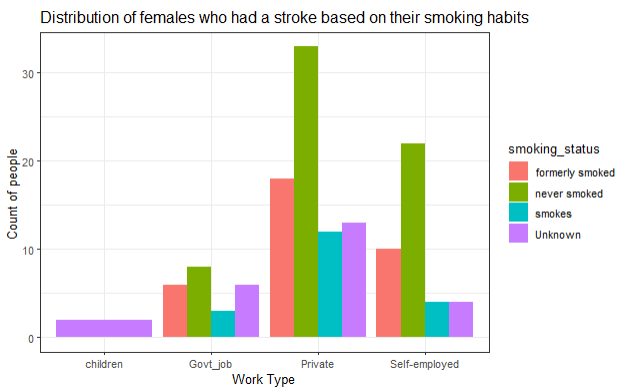 Distribution of females who had a stroke based on their smoking habits
Count of people
30
20
10
0
children Govt_job Private Self-employed
Work Type
smoking_status
formerly smoked
never smoked
smokes
Unknown